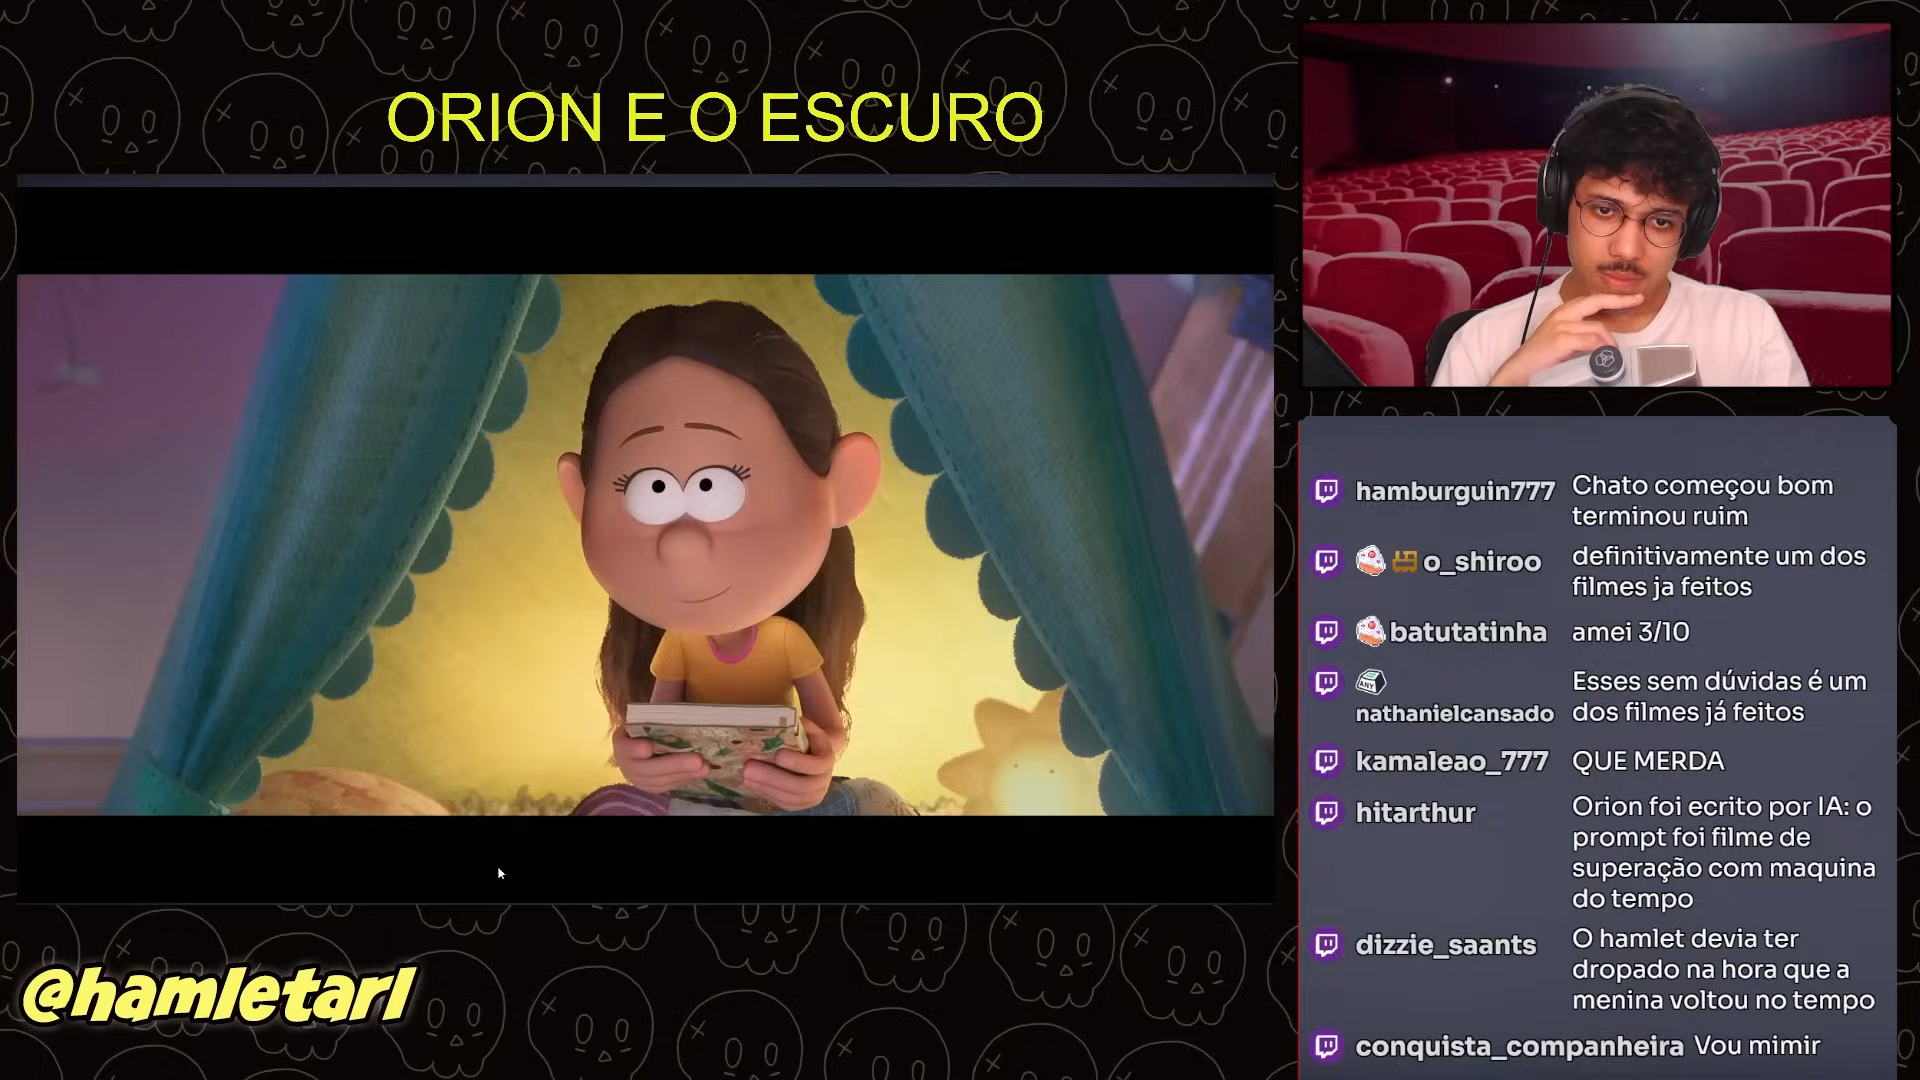 ORION E O ESCURO
hamburguin777 Chato começou bom
terminou ruim
o_shiroo definitivamente um dos
filmes ja feitos
batutatinha amei 3/10
Esses sem dúvidas é um
nathanielcansado dos filmes já feitos
kamaleao_777 QUE MERDA
hitarthur Orion foi ecrito por IA: o
prompt foi filme de
superação com maquina
do tempo
dizzie_saants O hamlet devia ter
dropado na hora que a
menina voltou no tempo
conquista_companheira Vou mimir
@hamletarl